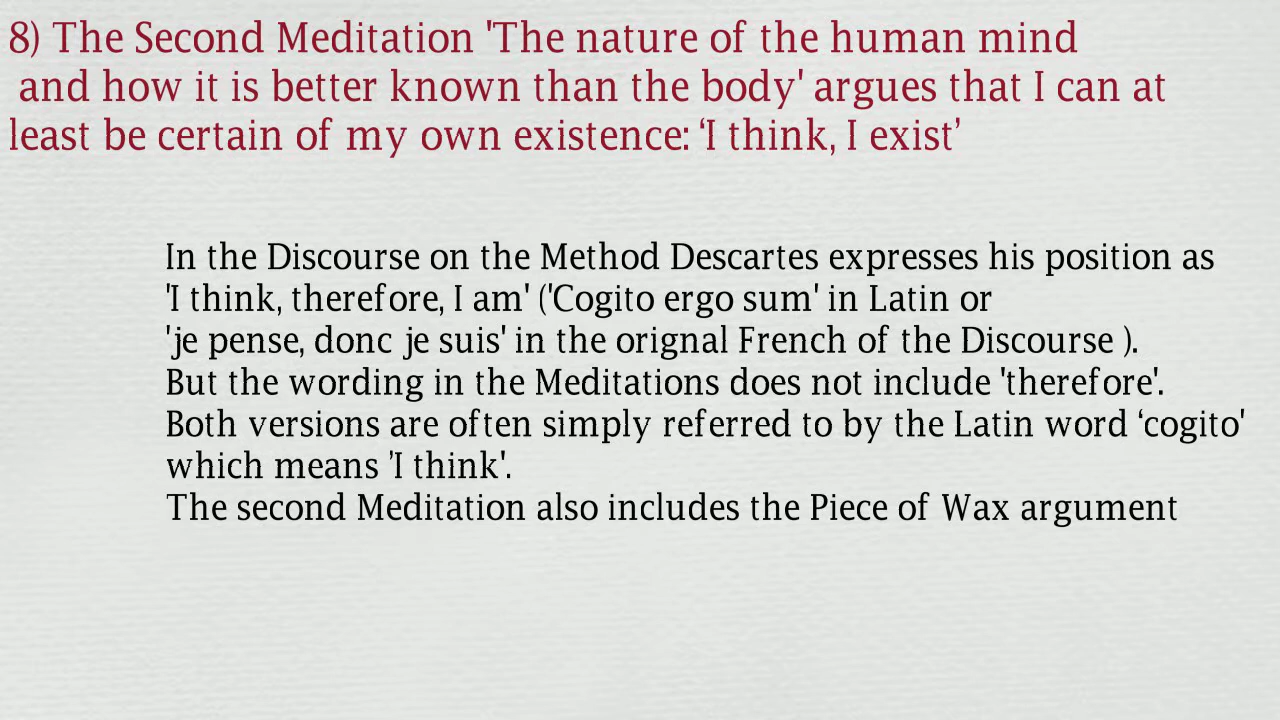 8) The Second Meditation 'The nature of the human mind
and how it is better known than the body' argues that I can at
least be certain of my own existence: ‘I think, I exist’
In the Discourse on the Method Descartes expresses his position as
'I think, therefore, I am' ('Cogito ergo sum' in Latin or
'je pense, donc je suis' in the orignal French of the Discourse ).
But the wording in the Meditations does not include 'therefore'.
Both versions are often simply referred to by the Latin word ‘cogito'
which means 'I think'.
The second Meditation also includes the Piece of Wax argument